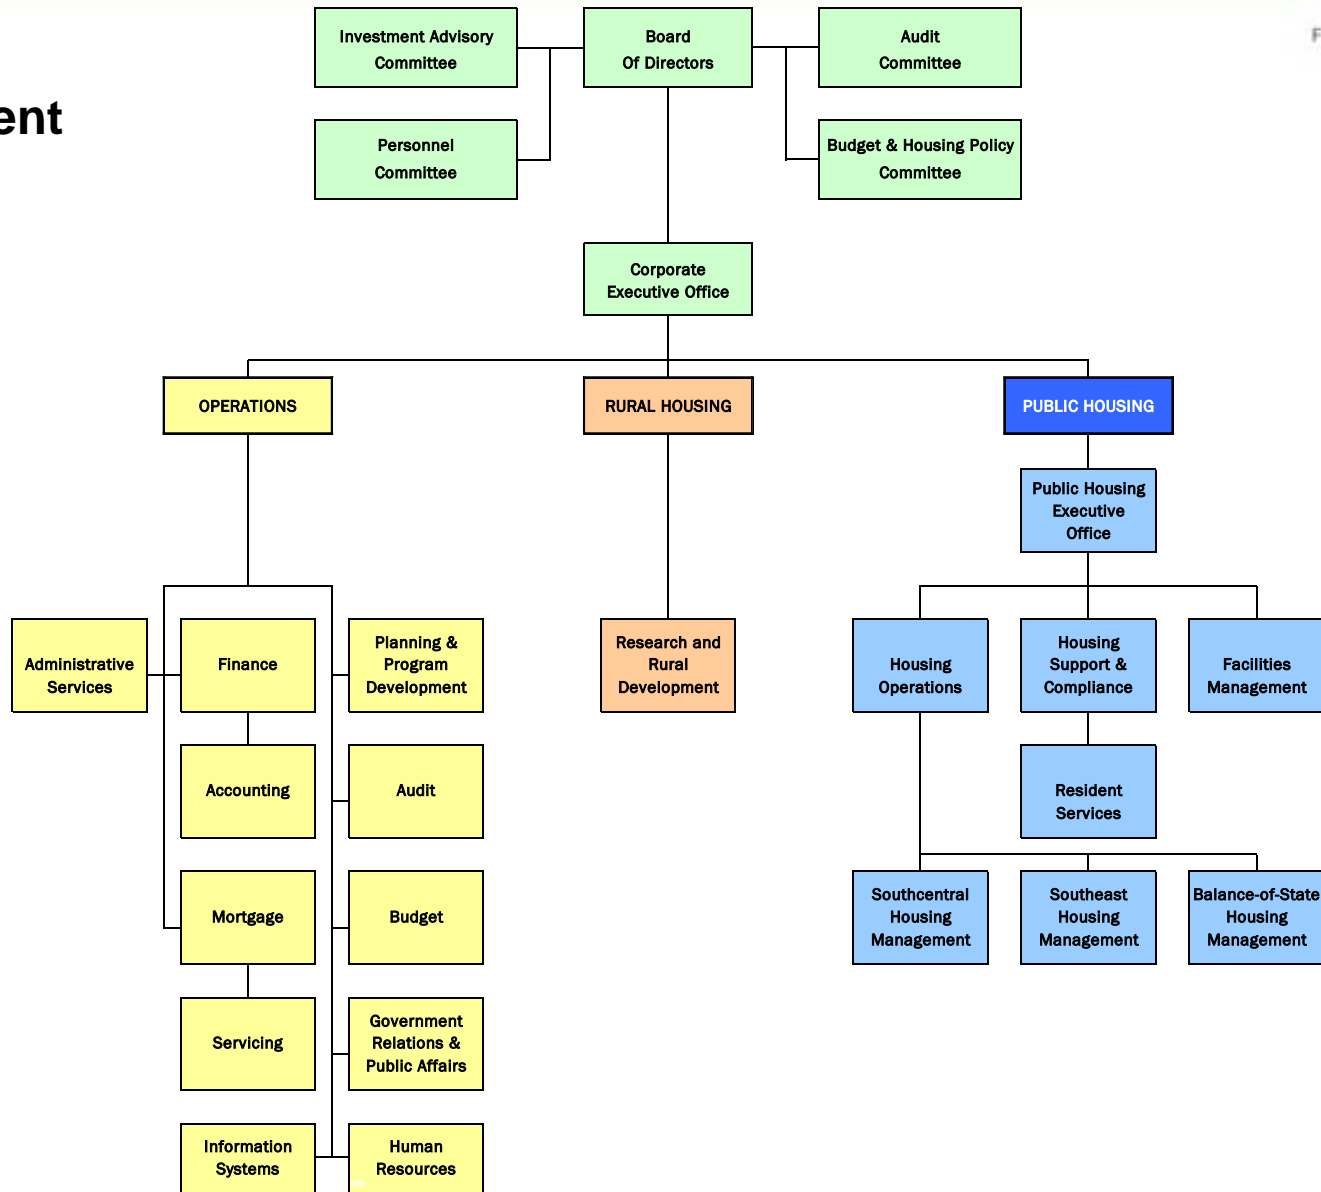 Investment Advisory
Committee
Board
Of Directors
Audit
Committee
ent
Personnel
Committee
Budget & Housing Policy
Committee
Corporate
Executive Office
OPERATIONS
RURAL HOUSING
PUBLIC HOUSING
Public Housing
Executive
Office
Administrative
Services
Finance
Planning &
Program
Development
Research and
Rural
Development
Housing
Operations
Housing
Support &
Compliance
Facilities
Management
Accounting
Audit
Resident
Services
Mortgage
Budget
Southcentral
Housing
Management
Southeast
Housing
Management
Balance-of-State
Housing
Management
Servicing
Government
Relations &
Public Affairs
Information
Systems
Human
Resources